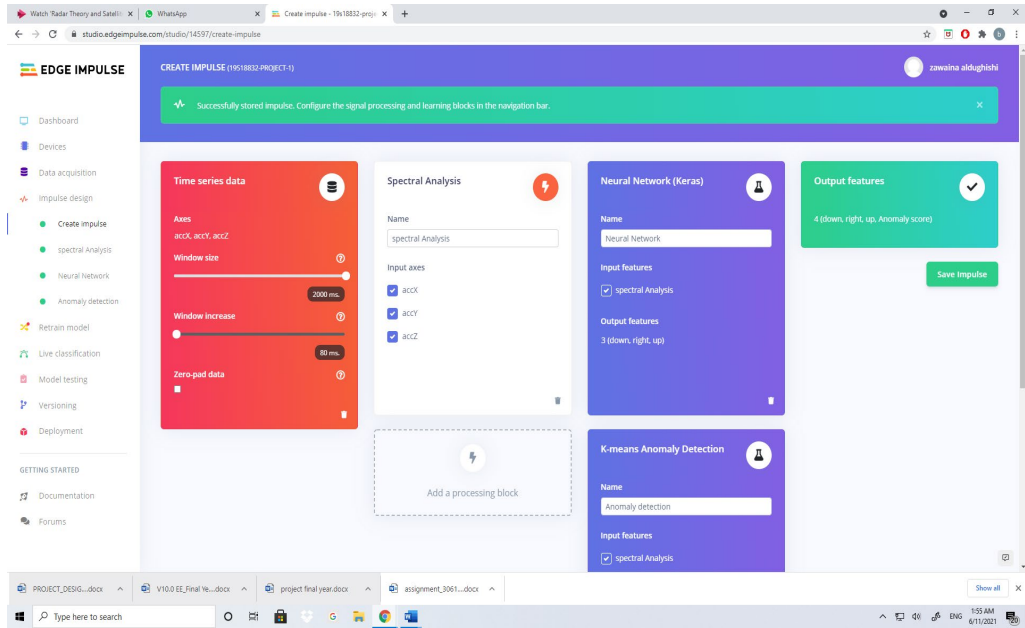 Watch 'Radar Theory and Satelli
WhatsApp
Create impulse - 19s18832-proje
studio.edgeimpulse.com/studio/14597/create-impulse
EDGE IMPULSE
CREATE IMPULSE (19S18832-PROJECT-1)
zawaina aldughishi
Successfully stored impulse. Configure the signal processing and learning blocks in the navigation bar.
Dashboard
Devices
Data acquisition
Impulse design
Create impulse
spectral Analysis
Neural Network
Anomaly detection
Retrain model
Live classification
Model testing
Versioning
Deployment
GETTING STARTED
Documentation
Forums
Time series data
Axes
accX, accY, accZ
Window size
2000 ms.
Window increase
80 ms.
Zero-pad data
Spectral Analysis
Name
spectral Analysis
Input axes
accX
accY
accZ
Add a processing block
Neural Network (Keras)
Name
Neural Network
Input features
spectral Analysis
Output features
3 (down, right, up)
K-means Anomaly Detection
Name
Anomaly detection
Input features
spectral Analysis
Output features
4 (down, right, up, Anomaly score)
Save Impulse
PROJECT_DESIG....docx
V10.0 EE_Final Ye....docx
project final year.docx
assignment_3061....docx
Show all
Type here to search
ENG
1:55 AM
6/11/2021
20